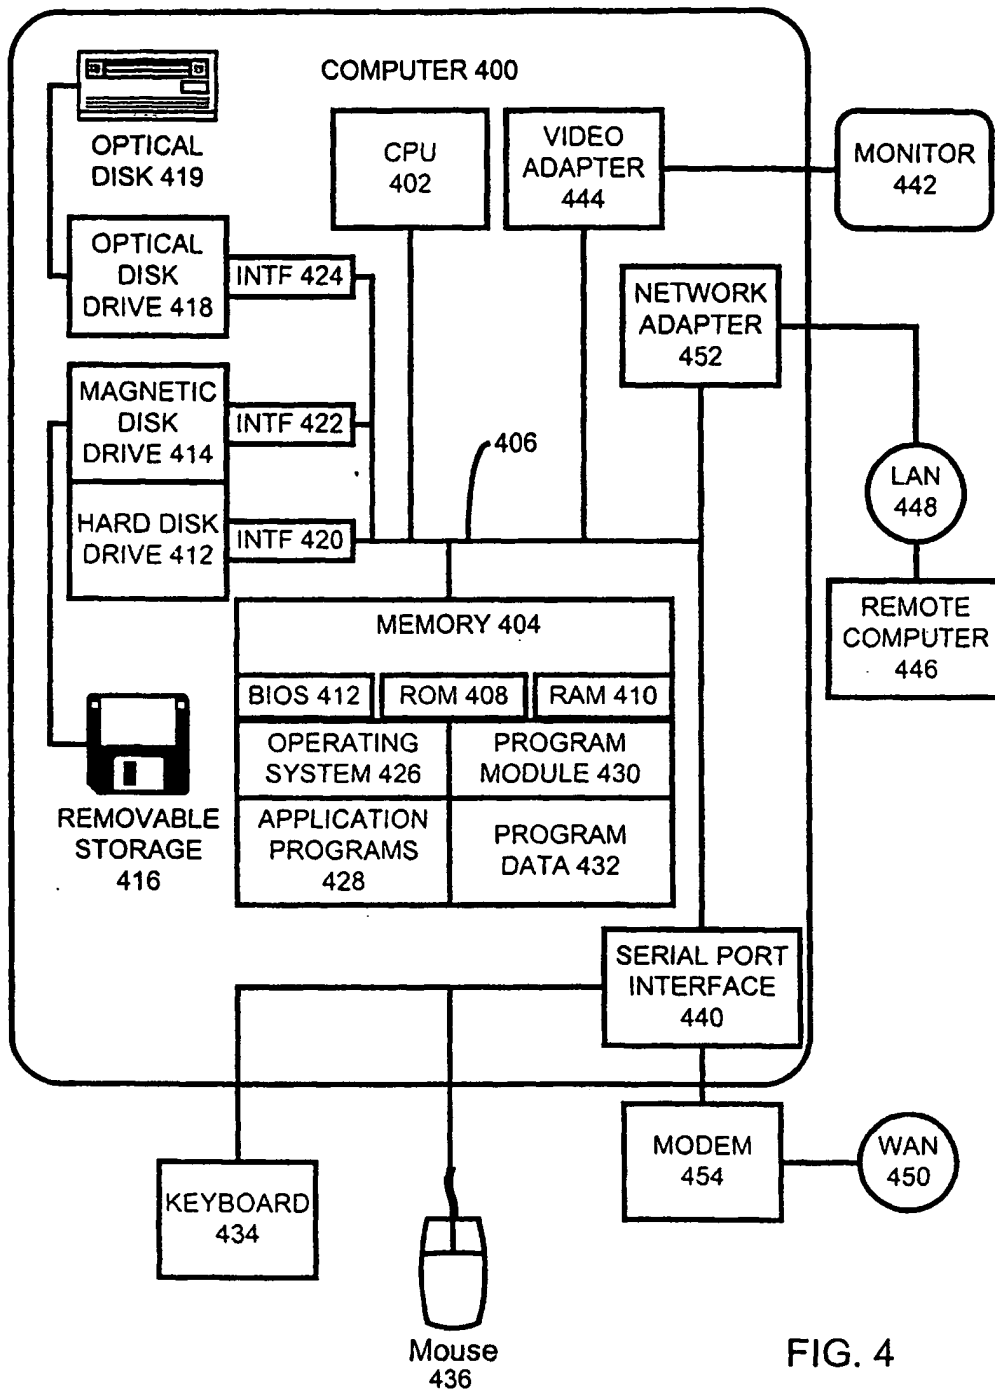 COMPUTER 400
OPTICAL
DISK 419
CPU
402
VIDEO
ADAPTER
444
MONITOR
442
OPTICAL
DISK
DRIVE 418
INTF 424
NETWORK
ADAPTER
452
MAGNETIC
DISK
DRIVE 414
INTF 422
406
LAN
448
HARD DISK
DRIVE 412
INTF 420
REMOTE
COMPUTER
446
MEMORY 404
BIOS 412
ROM 408
RAM 410
OPERATING
SYSTEM 426
PROGRAM
MODULE 430
APPLICATION
PROGRAMS
428
PROGRAM
DATA 432
REMOVABLE
STORAGE
416
SERIAL PORT
INTERFACE
440
MODEM
454
WAN
450
KEYBOARD
434
Mouse
436
FIG. 4